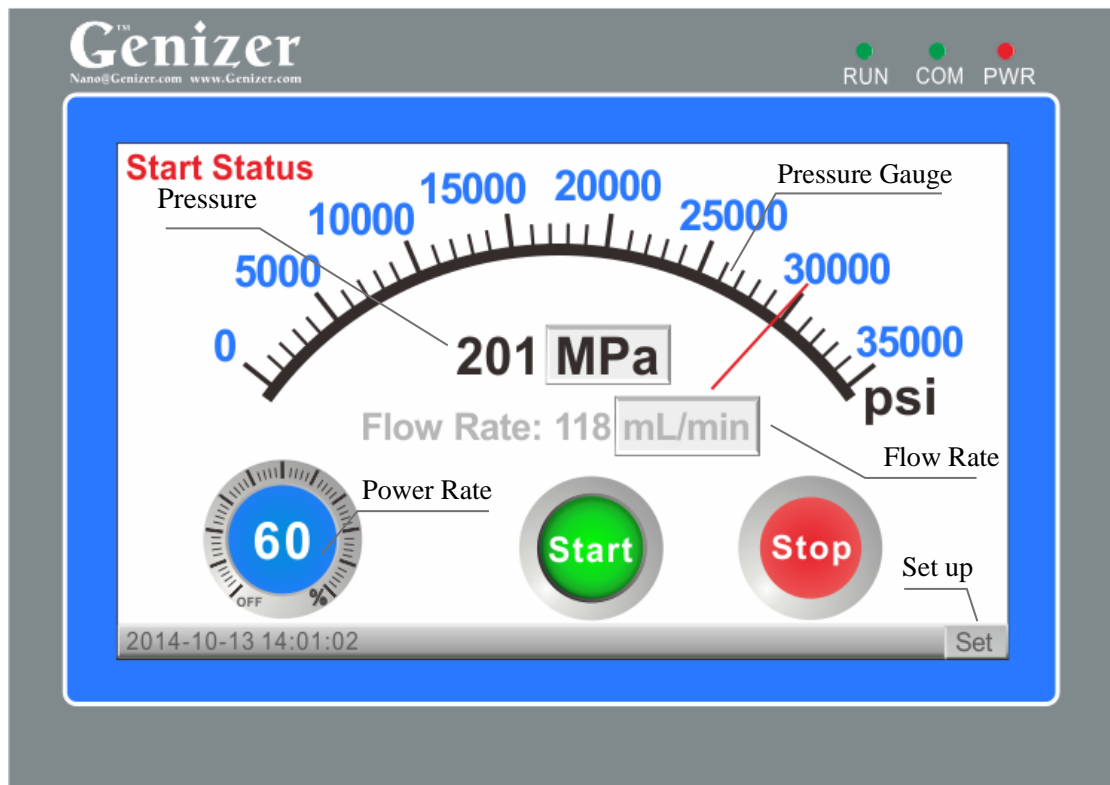 Genizer™
Nano@Genizer.com www.Genizer.com
RUN COM PWR
Start Status
Pressure
Pressure Gauge
0
5000
10000
15000
20000
25000
30000
35000
psi
201 MPa
Flow Rate: 118 mL/min
Flow Rate
Power Rate
60
OFF %
Start
Stop
Set up
2014-10-13 14:01:02
Set